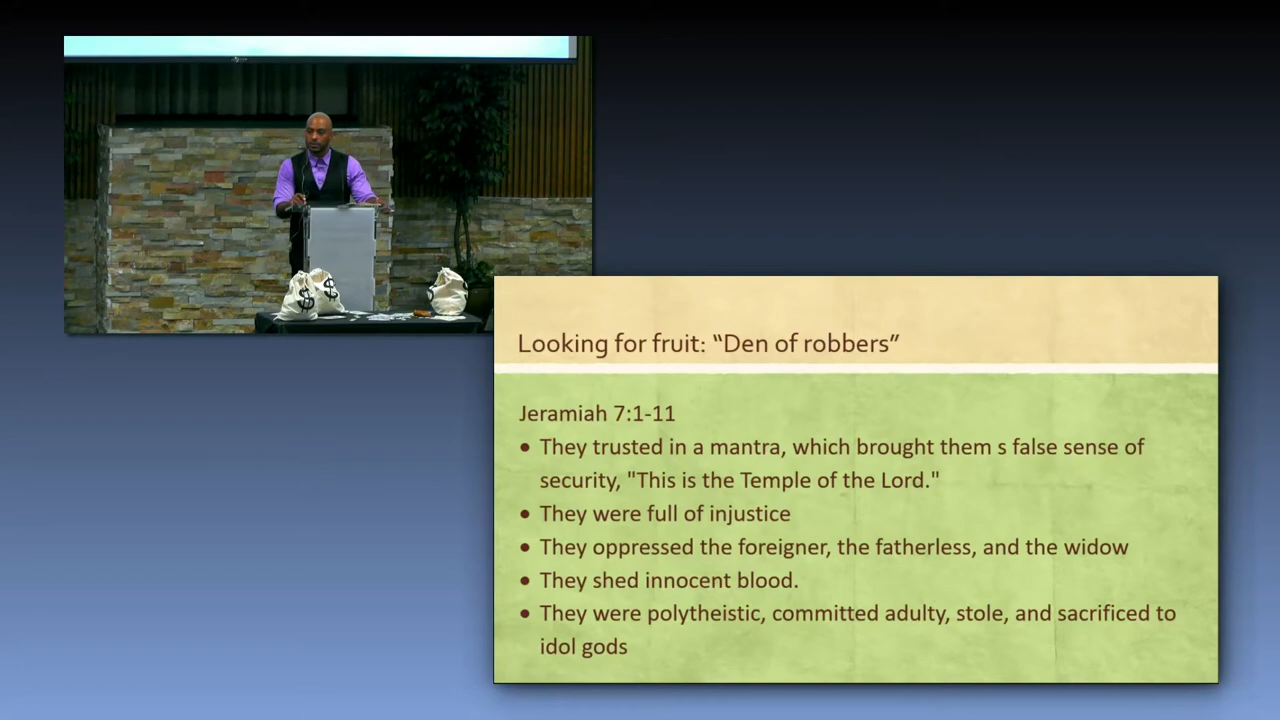 $
$
Looking for fruit: “Den of robbers”
Jeramiah 7:1-11
• They trusted in a mantra, which brought them s false sense of
security, "This is the Temple of the Lord."
• They were full of injustice
• They oppressed the foreigner, the fatherless, and the widow
• They shed innocent blood.
• They were polytheistic, committed adulty, stole, and sacrificed to
idol gods